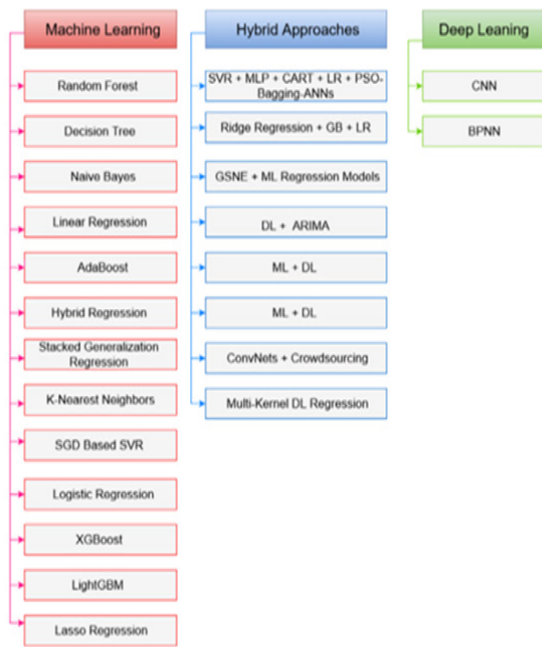 Machine Learning
Random Forest
Decision Tree
Naive Bayes
Linear Regression
AdaBoost
Hybrid Regression
Stacked Generalization
Regression
K-Nearest Neighbors
SGD Based SVR
Logistic Regression
XGBoost
LightGBM
Lasso Regression
Hybrid Approaches
SVR + MLP + CART + LR + PSO-
Bagging-ANNs
Ridge Regression + GB + LR
GSNE + ML Regression Models
DL + ARIMA
ML + DL
ML + DL
ConvNets + Crowdsourcing
Multi-Kernel DL Regression
Deep Leaning
CNN
BPNN